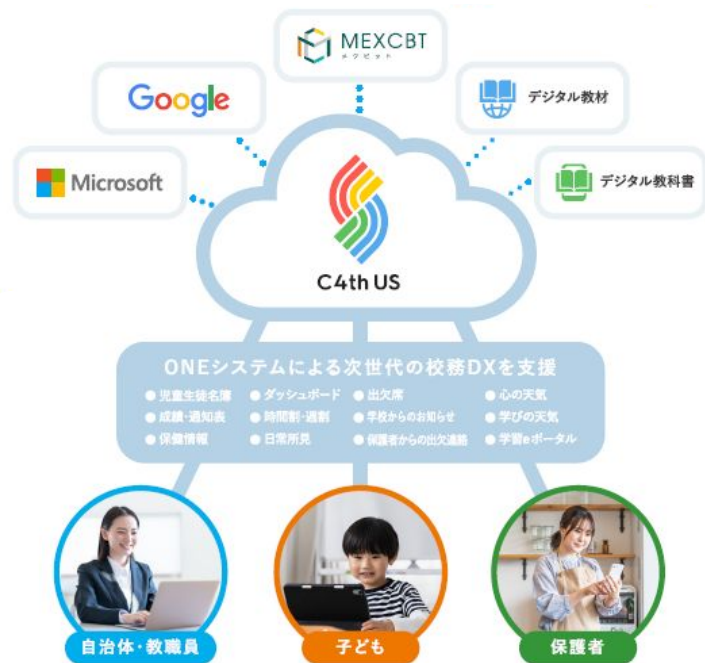 MEXCBT
メクビット
Google
デジタル教材
Microsoft
デジタル教科書
C4th US
ONEシステムによる次世代の校務DXを支援
●児童生徒名簿 ●ダッシュボード ●出欠席 ●心の天気
●成績・通知表 ●時間割・週割 ●学校からのお知らせ ●学びの天気
●保健情報 ●日常所見 ●保護者からの出欠連絡 ●学習eポータル
自治体・教職員 子ども 保護者